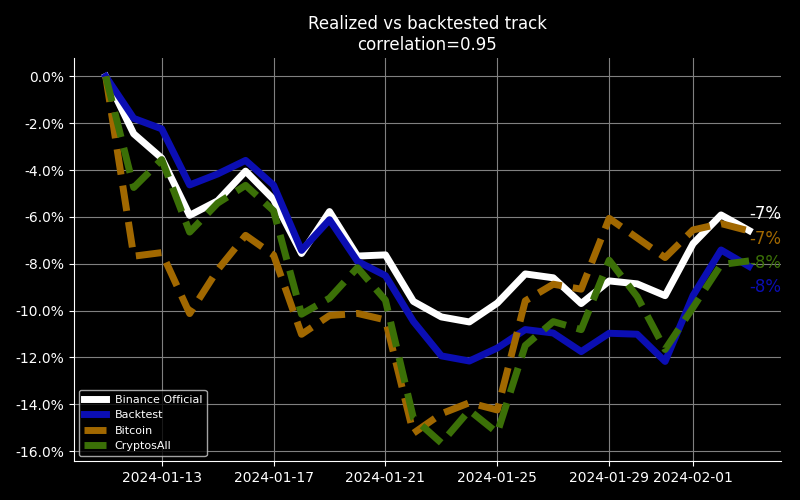 Realized vs backtested track
correlation=0.95
0.0%
-2.0%
-4.0%
-6.0%
-8.0%
-10.0%
-12.0%
-14.0%
-16.0%
-7%
-7%
-8%
-8%
Binance Official
Backtest
Bitcoin
CryptosAll
2024-01-13 2024-01-17 2024-01-21 2024-01-25 2024-01-29 2024-02-01